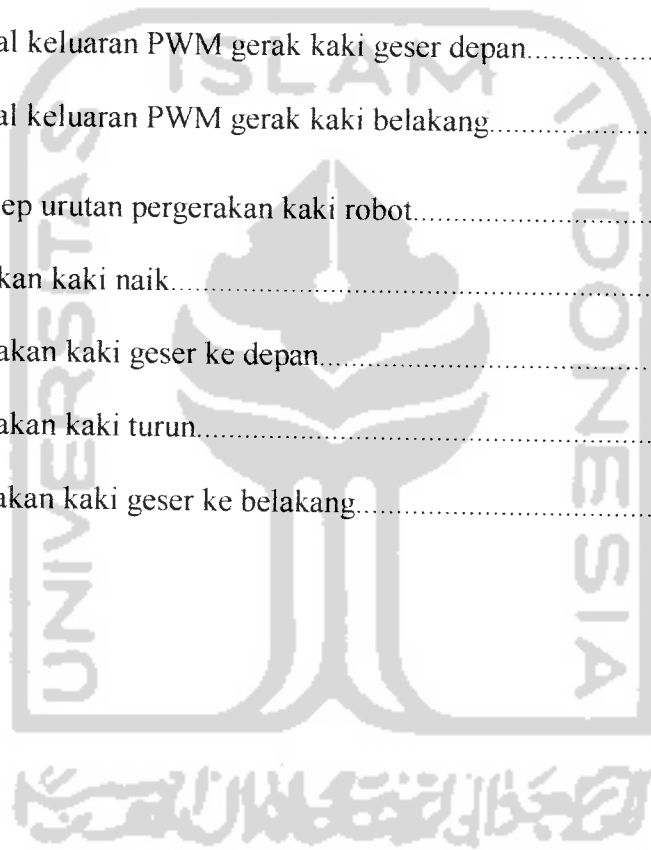 al keluaran PWM gerak kaki geser depan....................
ISLAM
al keluaran PWM gerak kaki belakang.........................
ep urutan pergerakan kaki robot....................................
kan kaki naik...................................................................
akan kaki geser ke depan...............................................
akan kaki turun................................................................
akan kaki geser ke belakang..........................................
UNIVERSITAS
INDONESIA